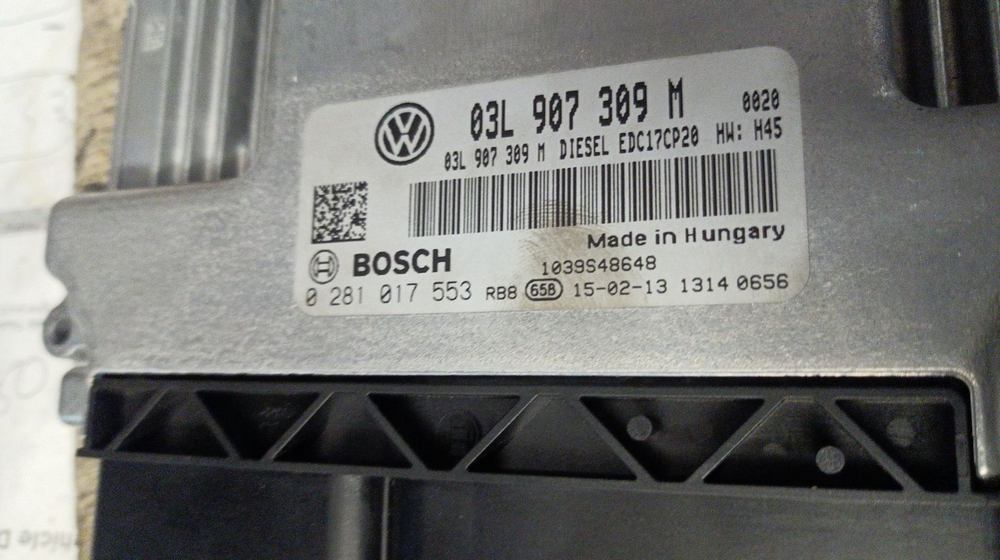 03L 907 309 M 0020
03L 907 309 M DIESEL EDC17CP20 HW: H45
Made in Hungary
BOSCH 1039S48648
0 281 017 553 RB8 658 15-02-13 1314 0656